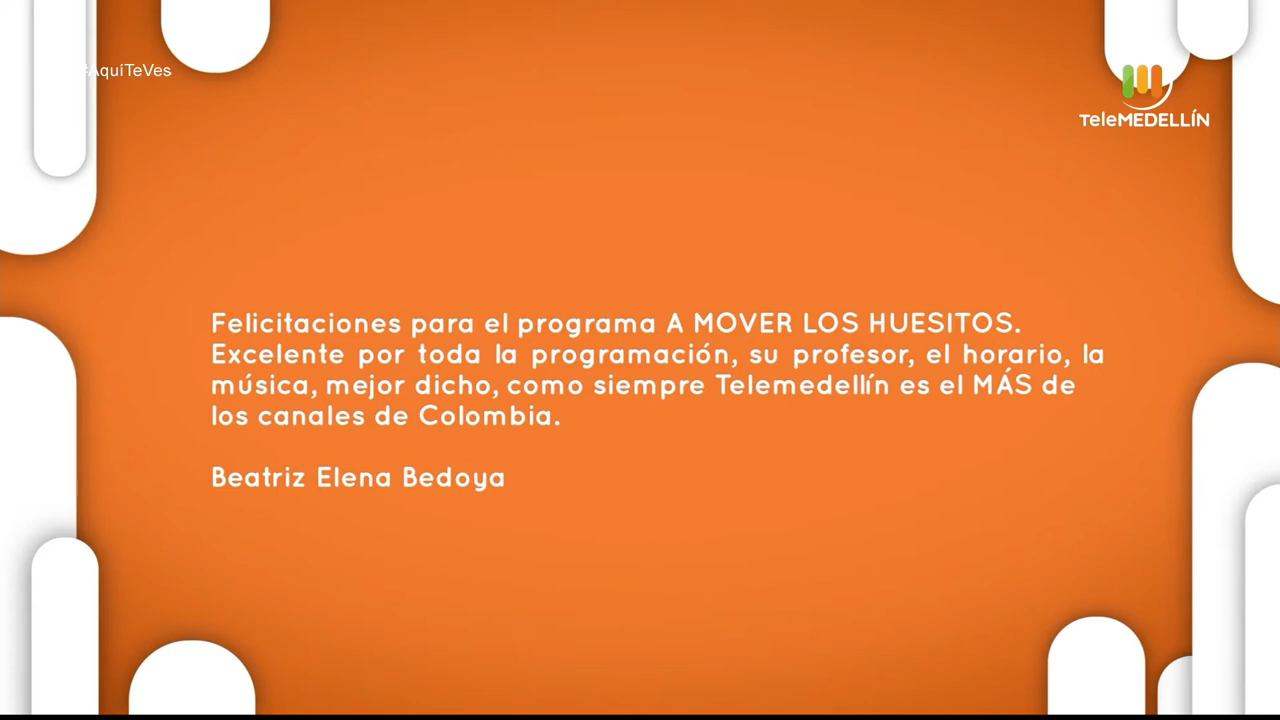 #AquíTeVes
TeleMEDELLÍN
Felicitaciones para el programa A MOVER LOS HUESITOS.
Excelente por toda la programación, su profesor, el horario, la
música, mejor dicho, como siempre Telemedellín es el MÁS de
los canales de Colombia.
Beatriz Elena Bedoya